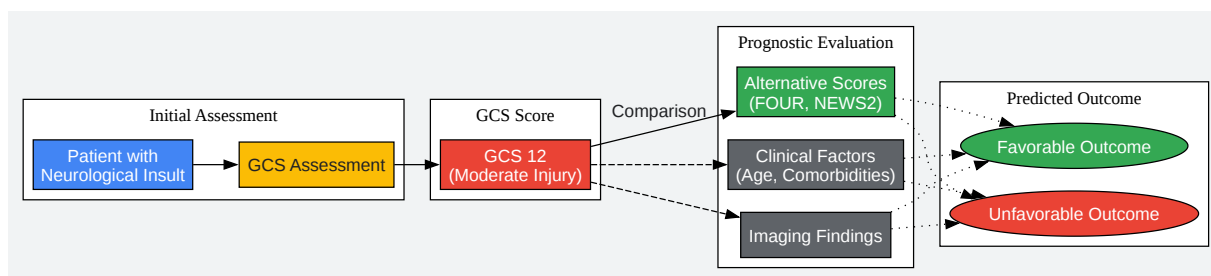 Initial Assessment
Patient with
Neurological Insult
GCS Assessment
GCS Score
GCS 12
(Moderate Injury)
Comparison
Prognostic Evaluation
Alternative Scores
(FOUR, NEWS2)
Clinical Factors
(Age, Comorbidities)
Imaging Findings
Predicted Outcome
Favorable Outcome
Unfavorable Outcome